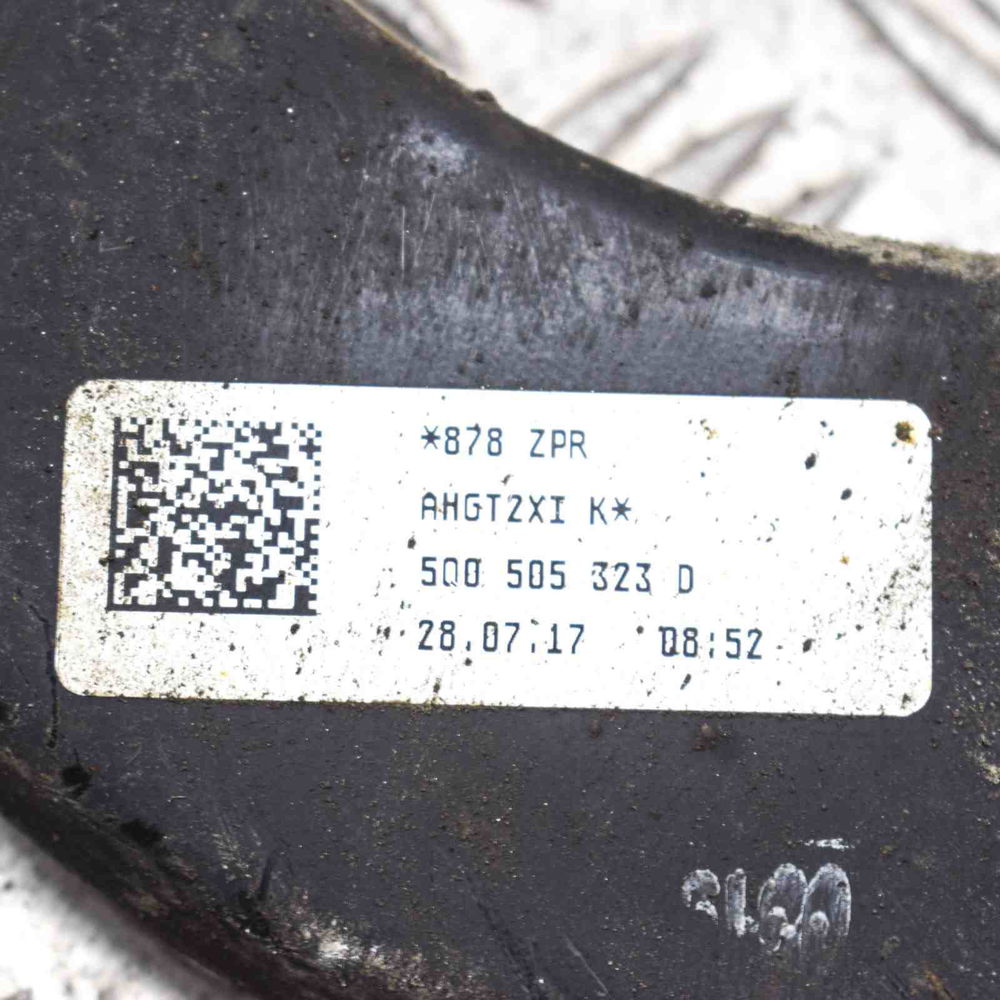 *878 ZPR
AHGT2XI K*
5Q0 505 323 D
28.07.17 08:52